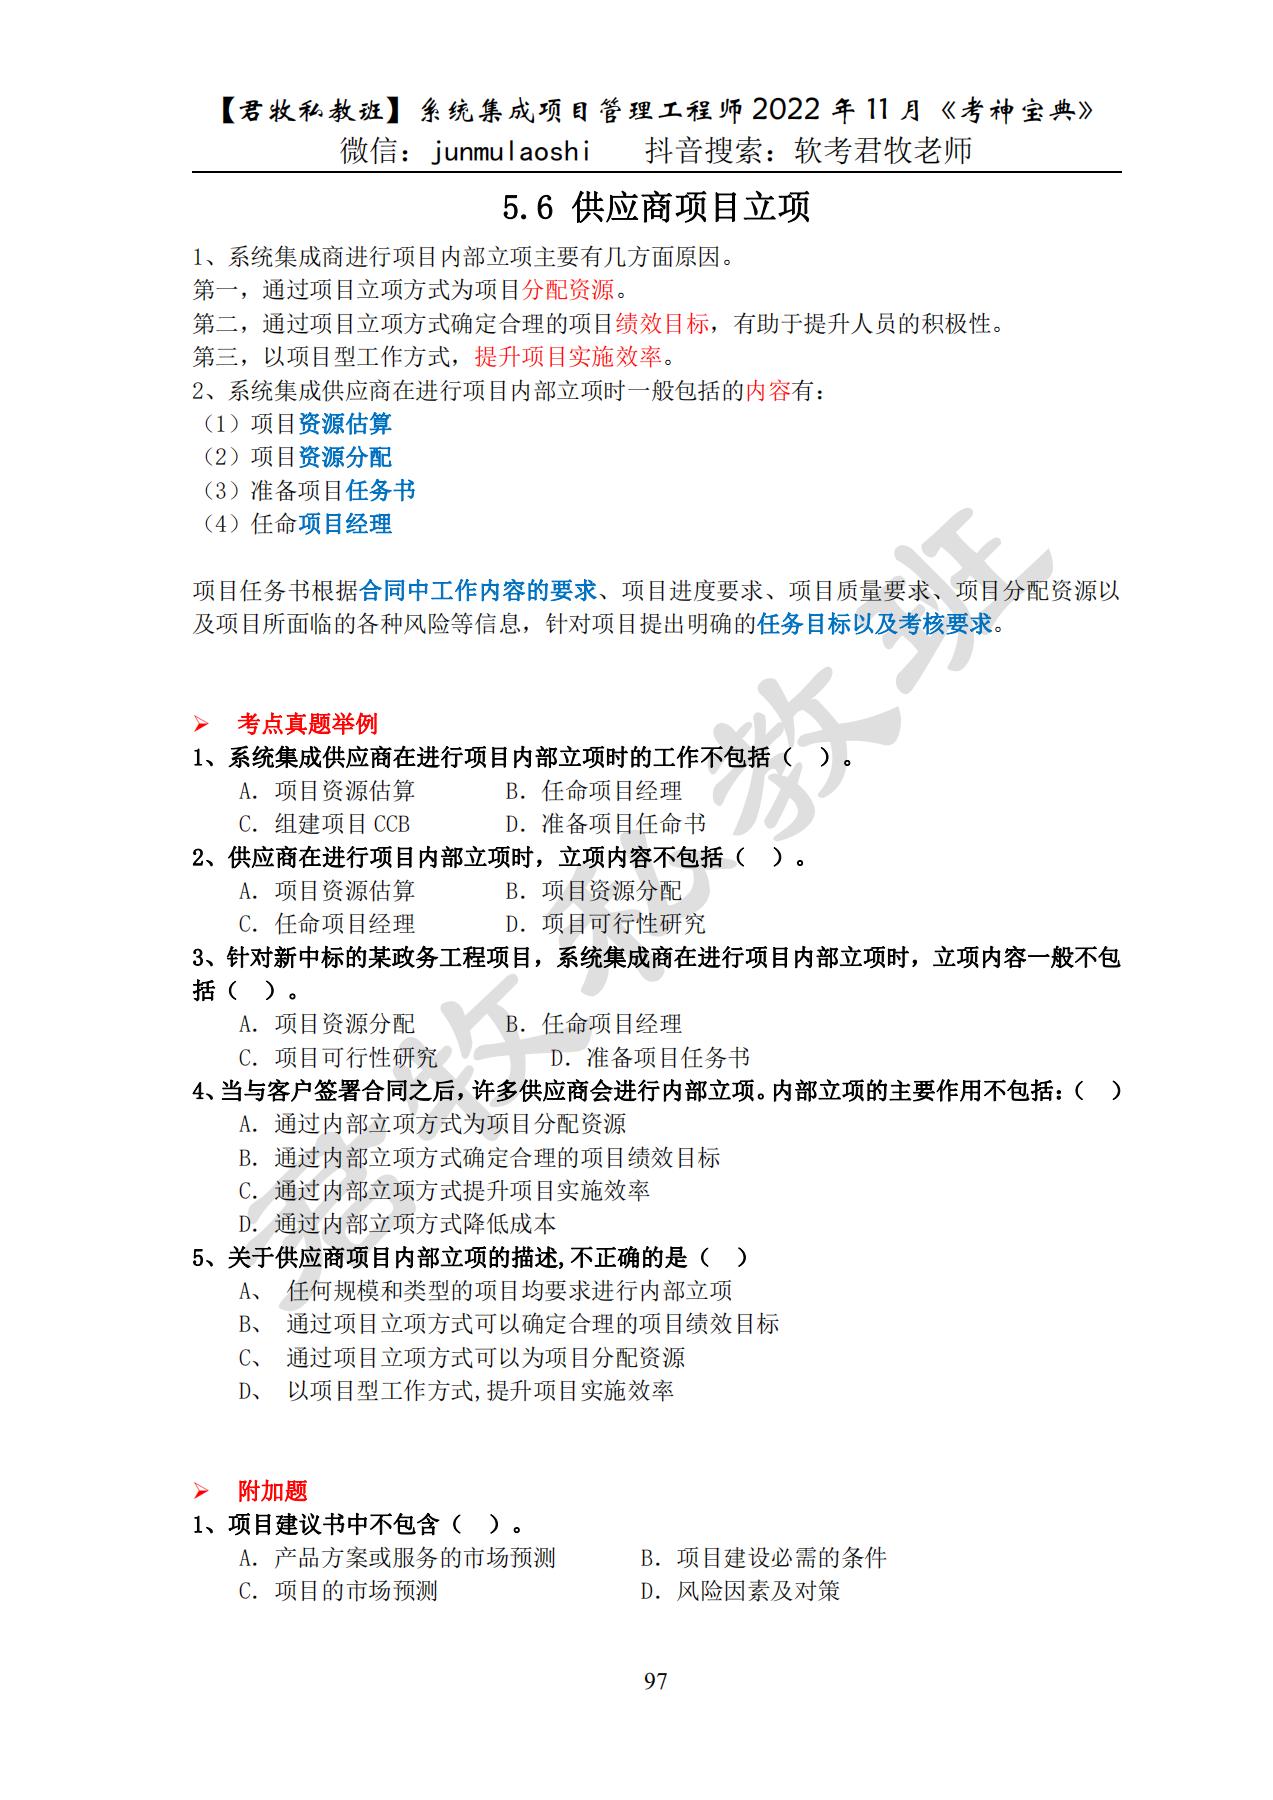 【君牧私教班】系统集成项目管理工程师 2022 年 11 月《考神宝典》
微信：junmulaoshi 抖音搜索：软考君牧老师
5.6 供应商项目立项
1、系统集成商进行项目内部立项主要有几方面原因。
第一，通过项目立项方式为项目分配资源。
第二，通过项目立项方式确定合理的项目绩效目标，有助于提升人员的积极性。
第三，以项目型工作方式，提升项目实施效率。
2、系统集成供应商在进行项目内部立项时一般包括的内容有：
（1）项目资源估算
（2）项目资源分配
（3）准备项目任务书
（4）任命项目经理
项目任务书根据合同中工作内容的要求、项目进度要求、项目质量要求、项目分配资源以
及项目所面临的各种风险等信息，针对项目提出明确的任务目标以及考核要求。
➢ 考点真题举例
1、系统集成供应商在进行项目内部立项时的工作不包括（ ）。
A．项目资源估算 B．任命项目经理
C．组建项目 CCB D．准备项目任命书
2、供应商在进行项目内部立项时，立项内容不包括（ ）。
A．项目资源估算 B．项目资源分配
C．任命项目经理 D．项目可行性研究
3、针对新中标的某政务工程项目，系统集成商在进行项目内部立项时，立项内容一般不包
括（ ）。
A．项目资源分配 B．任命项目经理
C．项目可行性研究 D．准备项目任务书
4、当与客户签署合同之后，许多供应商会进行内部立项。内部立项的主要作用不包括：（ ）
A．通过内部立项方式为项目分配资源
B．通过内部立项方式确定合理的项目绩效目标
C．通过内部立项方式提升项目实施效率
D．通过内部立项方式降低成本
5、关于供应商项目内部立项的描述,不正确的是（ ）
A、 任何规模和类型的项目均要求进行内部立项
B、 通过项目立项方式可以确定合理的项目绩效目标
C、 通过项目立项方式可以为项目分配资源
D、 以项目型工作方式,提升项目实施效率
➢ 附加题
1、项目建议书中不包含（ ）。
A．产品方案或服务的市场预测 B．项目建设必需的条件
C．项目的市场预测 D．风险因素及对策
97
君牧私教班